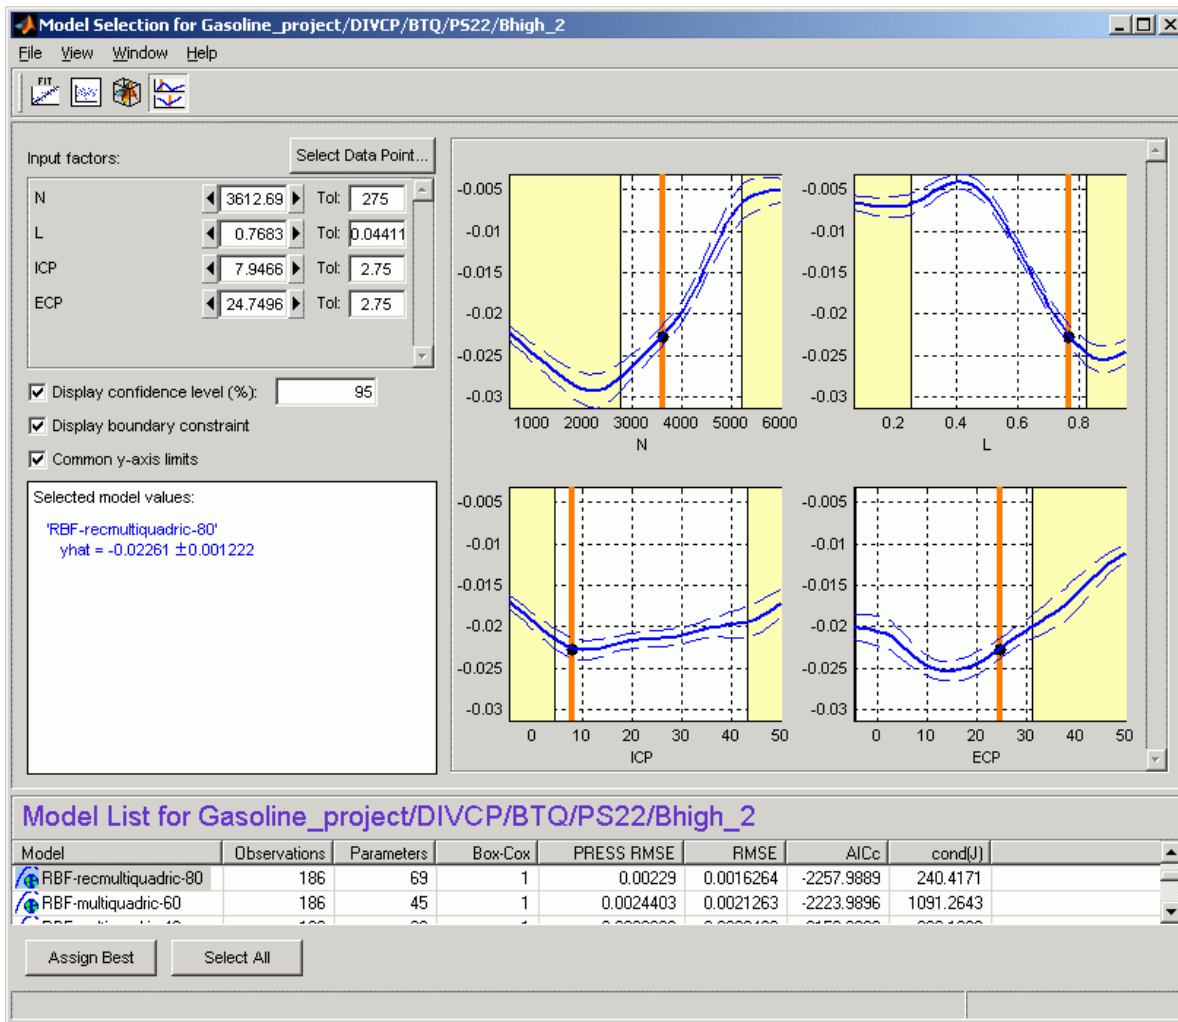 Model Selection for Gasoline_project/DIVCP/BTQ/PS22/Bhigh_2
File View Window Help
FIT
Input factors: Select Data Point...
N 3612.69 Tol: 275
L 0.7683 Tol: 0.04411
ICP 7.9466 Tol: 2.75
ECP 24.7496 Tol: 2.75
Display confidence level (%): 95
Display boundary constraint
Common y-axis limits
Selected model values:
'RBF-recmultiquadric-80'
yhat = -0.02261 ±0.001222
-0.005
-0.01
-0.015
-0.02
-0.025
-0.03
1000 2000 3000 4000 5000 6000
N
-0.005
-0.01
-0.015
-0.02
-0.025
-0.03
0.2 0.4 0.6 0.8
L
-0.005
-0.01
-0.015
-0.02
-0.025
-0.03
0 10 20 30 40 50
ICP
-0.005
-0.01
-0.015
-0.02
-0.025
-0.03
0 10 20 30 40 50
ECP
Model List for Gasoline_project/DIVCP/BTQ/PS22/Bhigh_2
Model Observations Parameters Box-Cox PRESS RMSE RMSE AICc cond(J)
RBF-recmultiquadric-80 186 69 1 0.00229 0.0016264 -2257.9889 240.4171
RBF-multiquadric-60 186 45 1 0.0024403 0.0021263 -2223.9896 1091.2643
Assign Best Select All